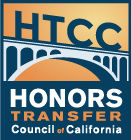 HTCC
HONORS
TRANSFER
Council of California